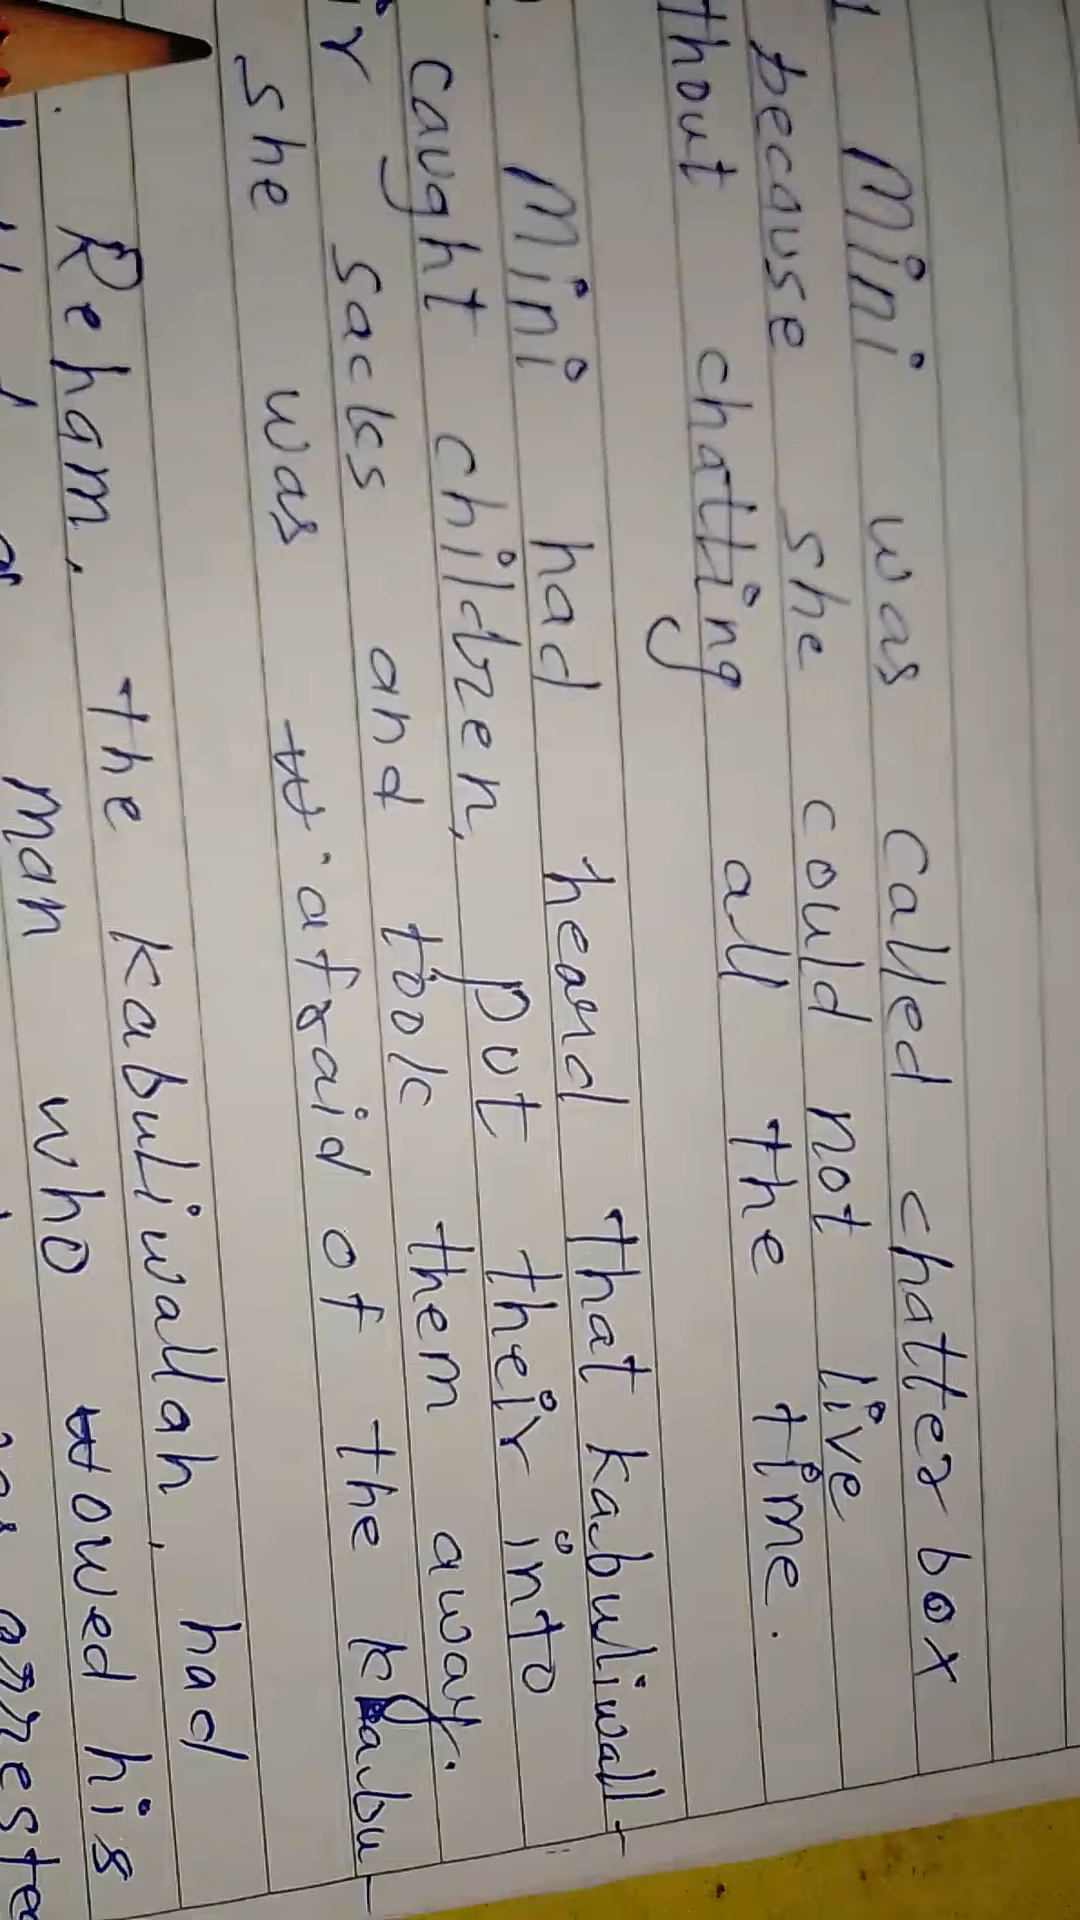 Mini was called chatter box
because she could not live
thout chatting all the time.
Mini had heard that kabuliwall-
caught children, put their into
ir sacks and took them away.
she was afraid of the kabu-
Reham, the kabuliwallah, had
man who owed his